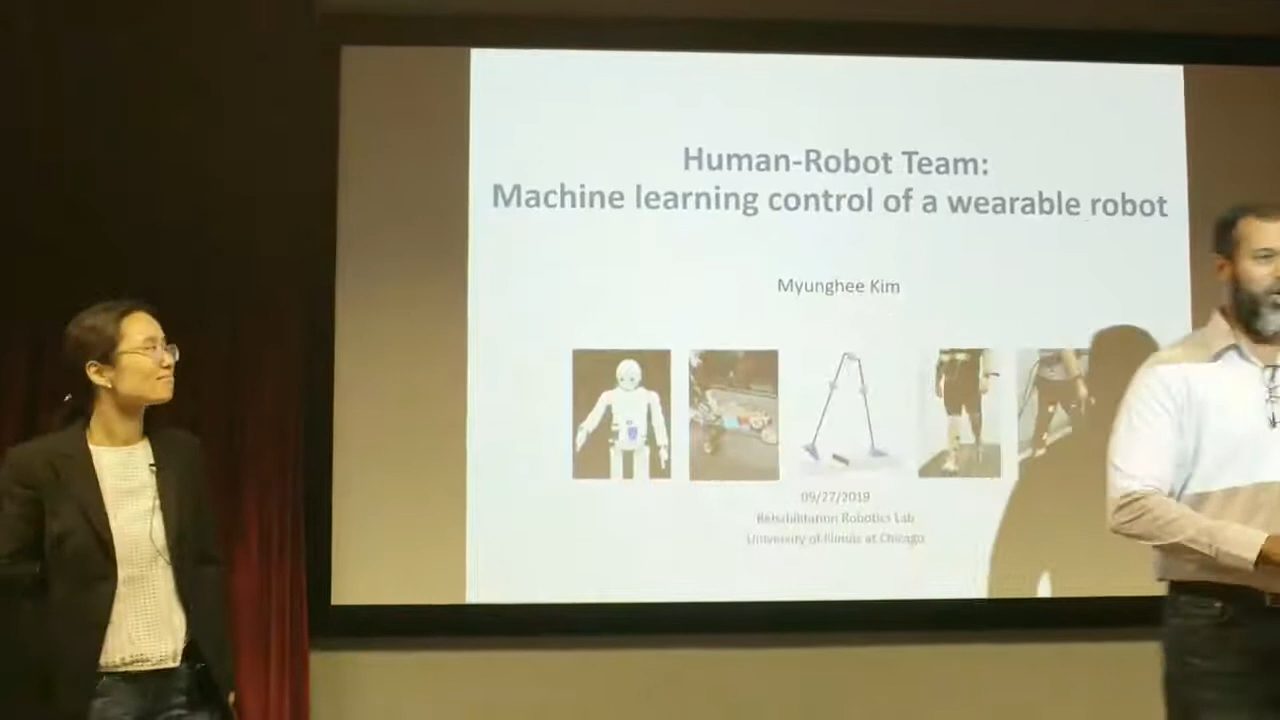 Human-Robot Team:
Machine learning control of a wearable robot
Myunghee Kim
09/27/2019
Rehabilitation Robotics Lab
University of Illinois at Chicago